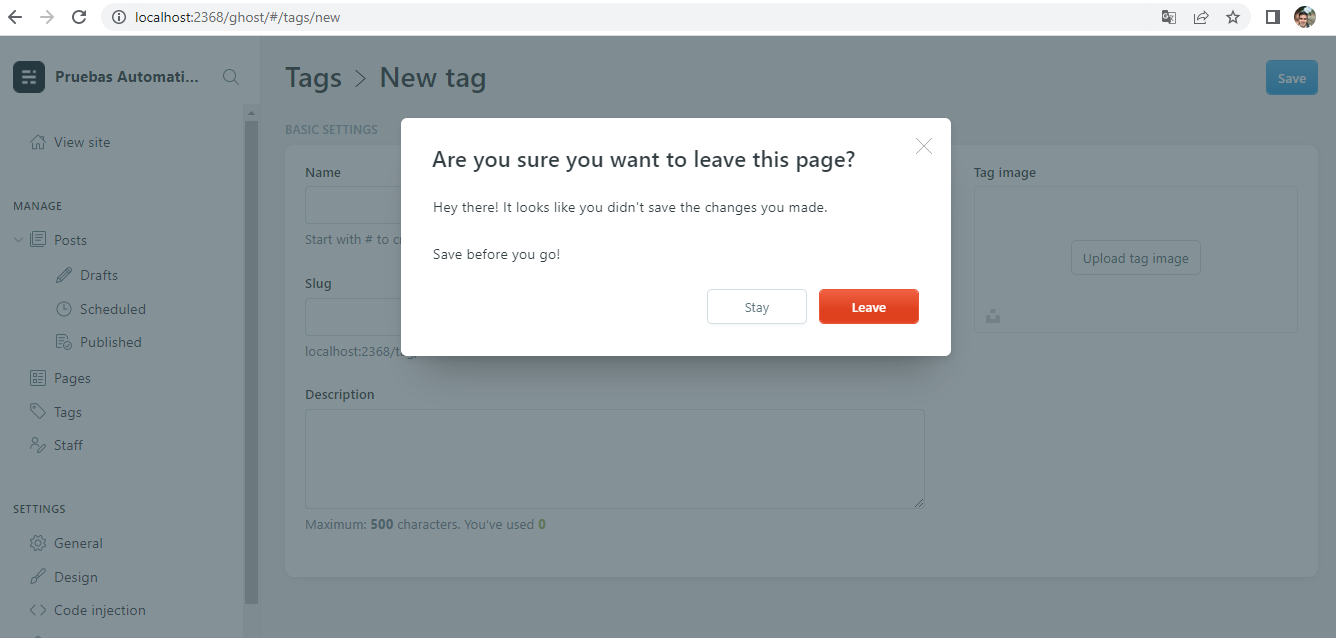 localhost:2368/ghost/#/tags/new
Pruebas Automati...
Tags > New tag
Save
View site
BASIC SETTINGS
MANAGE
Posts
Drafts
Scheduled
Published
Pages
Tags
Staff
SETTINGS
General
Design
Code injection
Name
Start with # to
Slug
localhost:2368/
Description
Maximum: 500 characters. You've used 0
Tag image
Upload tag image
Are you sure you want to leave this page?
Hey there! It looks like you didn't save the changes you made.
Save before you go!
Stay
Leave